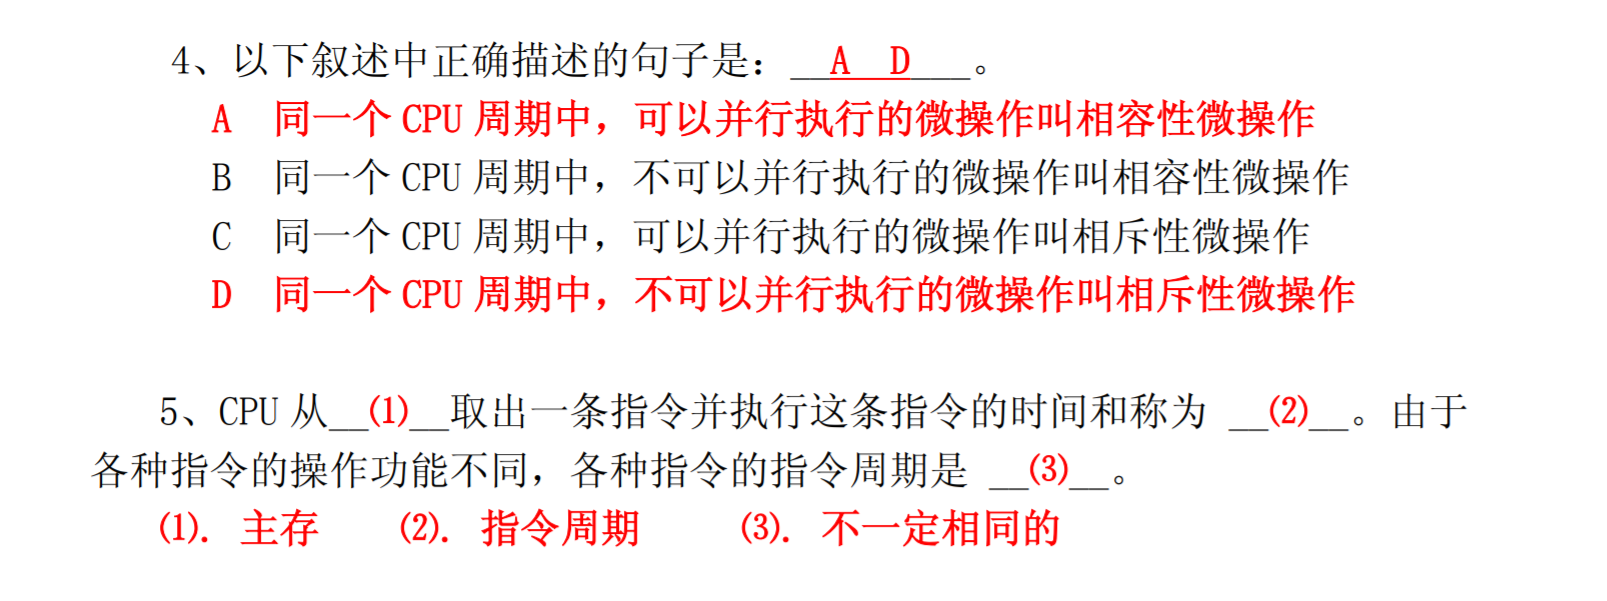 4、以下叙述中正确描述的句子是：__A  D___。
A 同一个 CPU 周期中，可以并行执行的微操作叫相容性微操作
B 同一个 CPU 周期中，不可以并行执行的微操作叫相容性微操作
C 同一个 CPU 周期中，可以并行执行的微操作叫相斥性微操作
D 同一个 CPU 周期中，不可以并行执行的微操作叫相斥性微操作
5、CPU 从__(1)__取出一条指令并执行这条指令的时间和称为 __(2)__。由于
各种指令的操作功能不同，各种指令的指令周期是 __(3)__。
(1). 主存 (2). 指令周期 (3). 不一定相同的